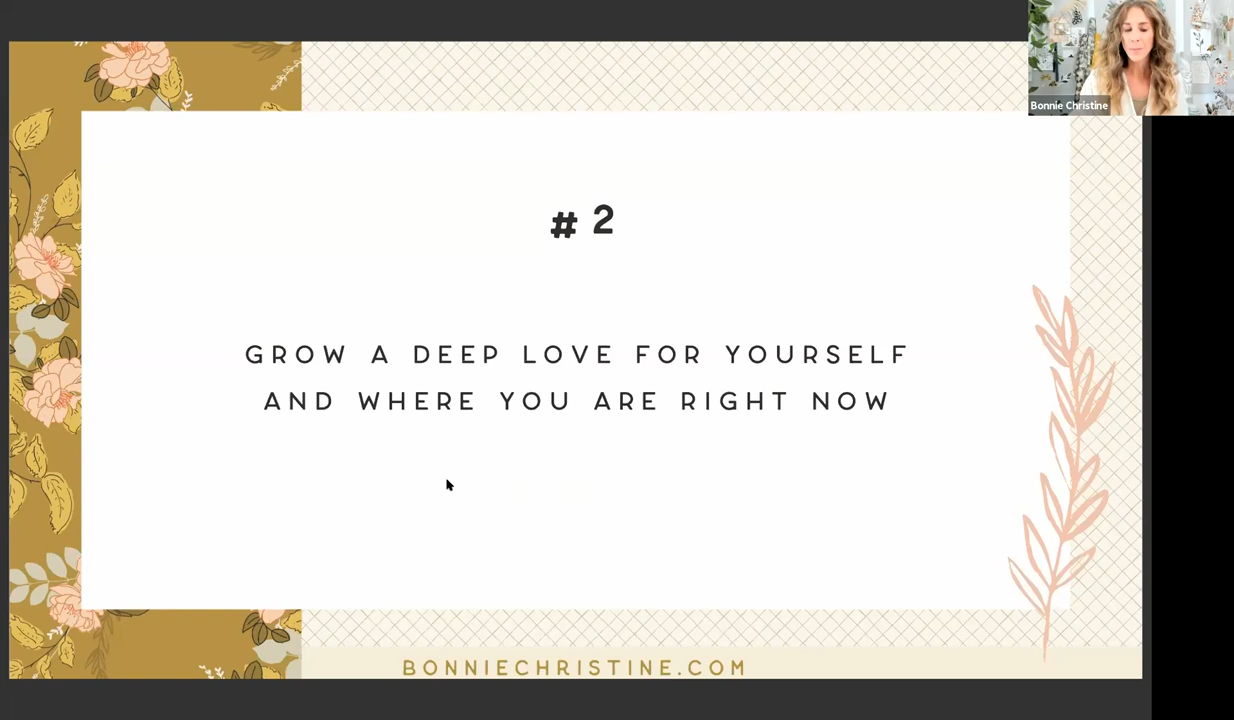 Bonnie Christine
# 2
GROW A DEEP LOVE FOR YOURSELF
AND WHERE YOU ARE RIGHT NOW
BONNIECHRISTINE.COM